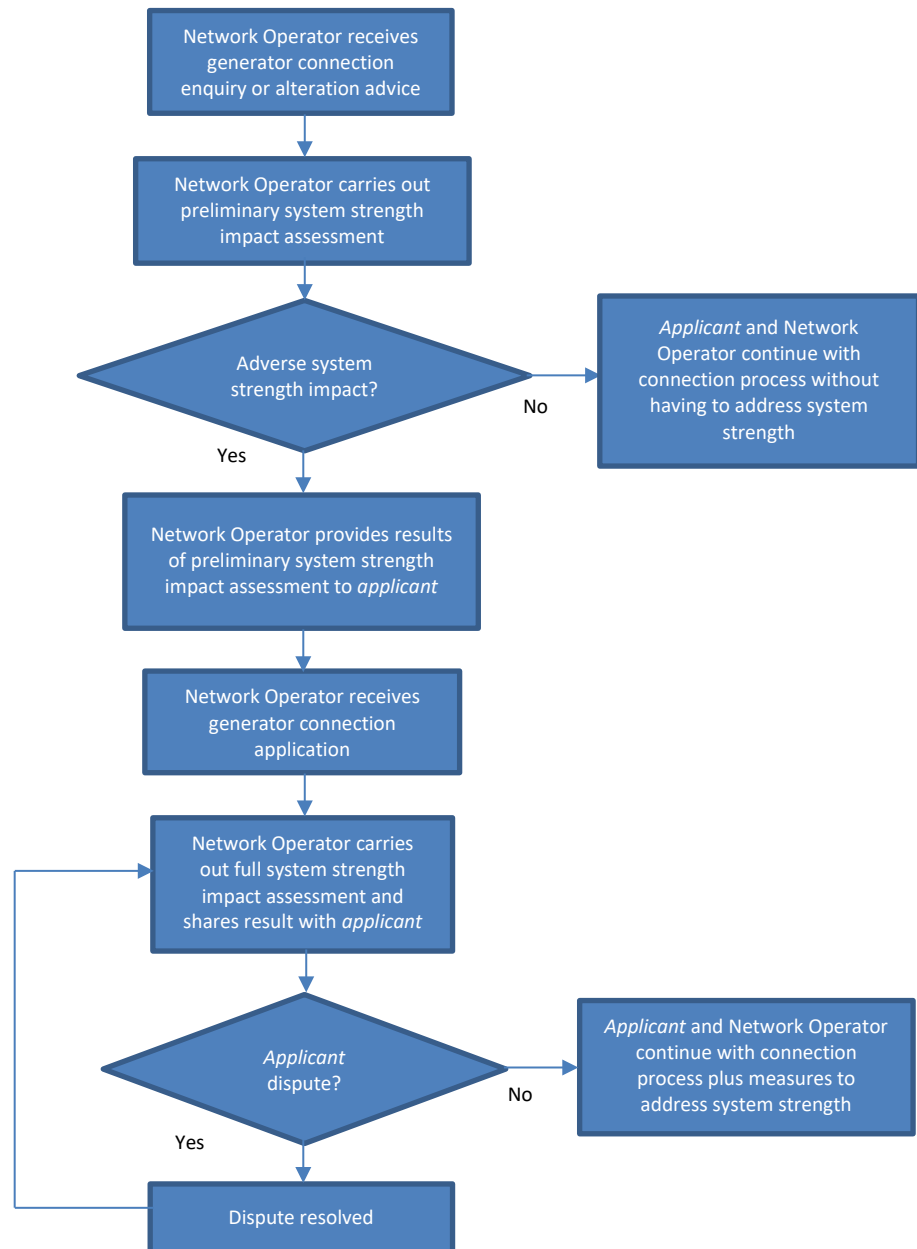 Network Operator receives
generator connection
enquiry or alteration advice
Network Operator carries out
preliminary system strength
impact assessment
Adverse system
strength impact?
No
Applicant and Network
Operator continue with
connection process without
having to address system
strength
Yes
Network Operator provides results
of preliminary system strength
impact assessment to applicant
Network Operator receives
generator connection
application
Network Operator carries
out full system strength
impact assessment and
shares result with applicant
Applicant
dispute?
No
Applicant and Network Operator
continue with connection
process plus measures to
address system strength
Yes
Dispute resolved